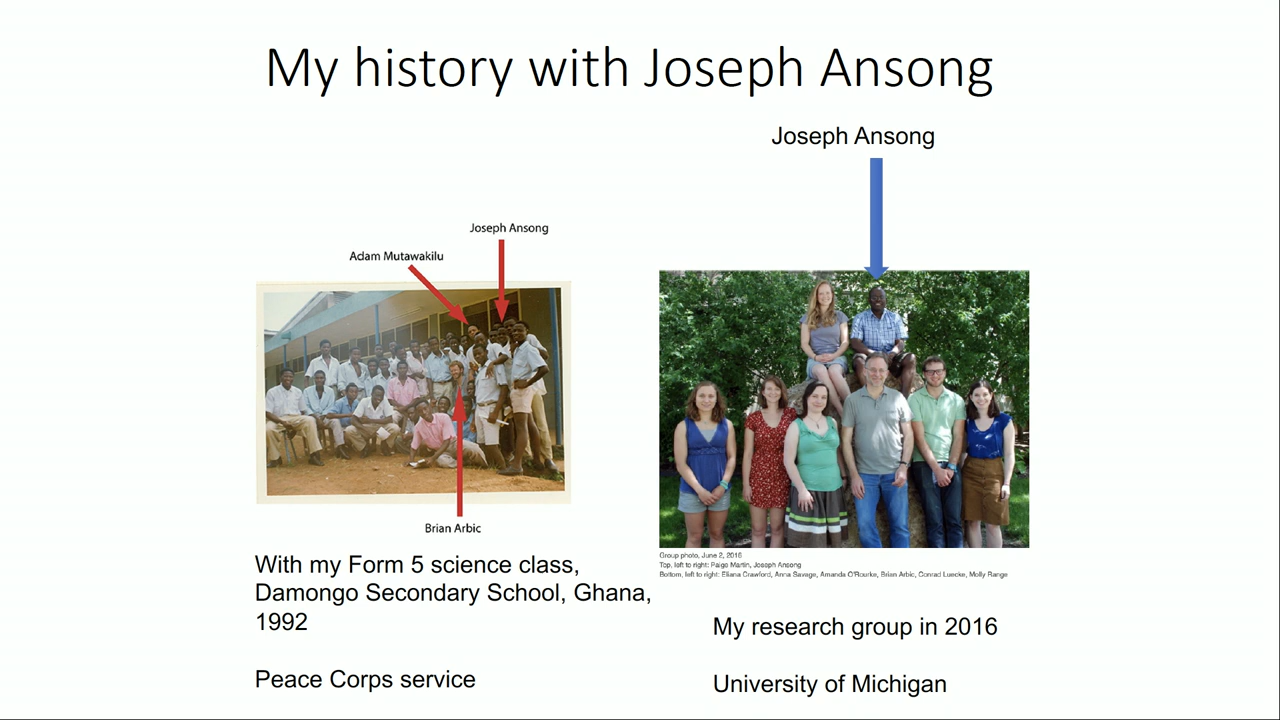 My history with Joseph Ansong
Joseph Ansong
Joseph Ansong
Adam Mutawakilu
Brian Arbic
With my Form 5 science class,
Damongo Secondary School, Ghana,
1992
Peace Corps service
Group photo, June 2, 2016
Top, left to right: Paige Martin, Joseph Ansong
Bottom, left to right: Eliana Crawford, Anna Savage, Amanda O'Rourke, Brian Arbic, Conrad Luecke, Molly Range
My research group in 2016
University of Michigan